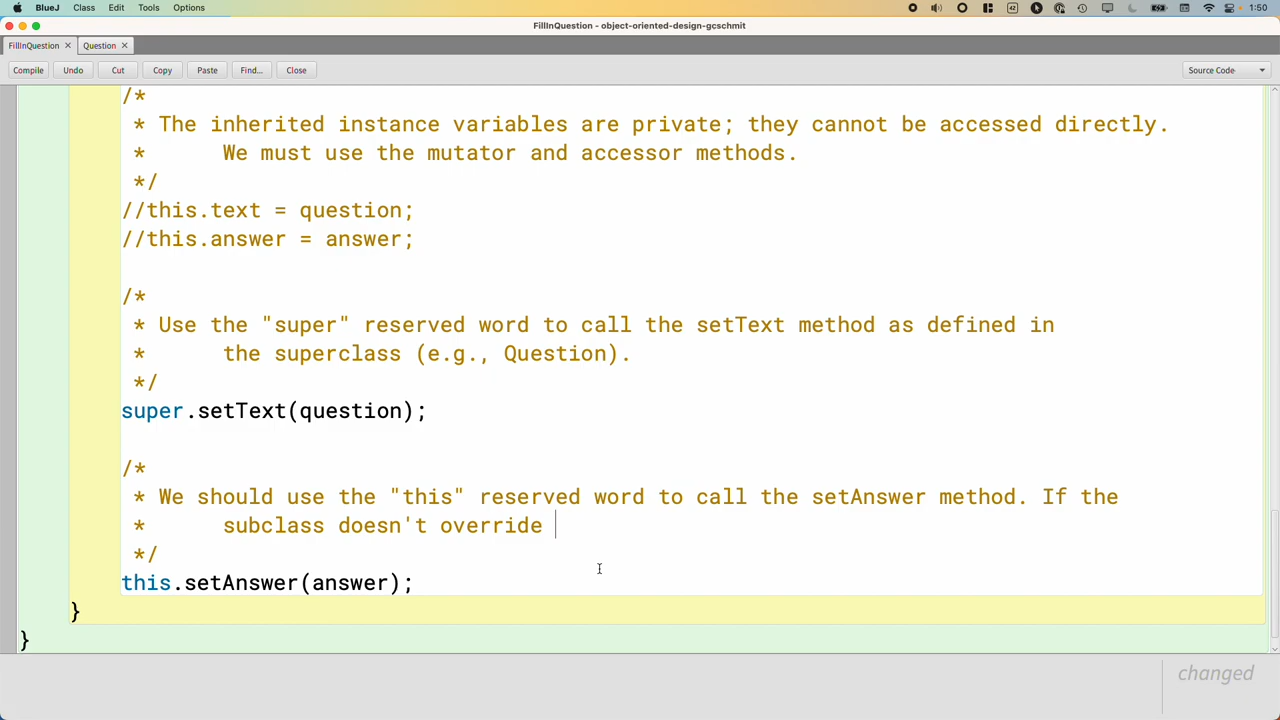 BlueJ Class Edit Tools Options 42 1:50
FillInQuestion - object-oriented-design-gcschmit
FillInQuestion × Question ×
Compile Undo Cut Copy Paste Find... Close Source Code
/*
* The inherited instance variables are private; they cannot be accessed directly.
* We must use the mutator and accessor methods.
*/
//this.text = question;
//this.answer = answer;
/*
* Use the "super" reserved word to call the setText method as defined in
* the superclass (e.g., Question).
*/
super.setText(question);
/*
* We should use the "this" reserved word to call the setAnswer method. If the
* subclass doesn't override
*/
this.setAnswer(answer);
}
}
changed